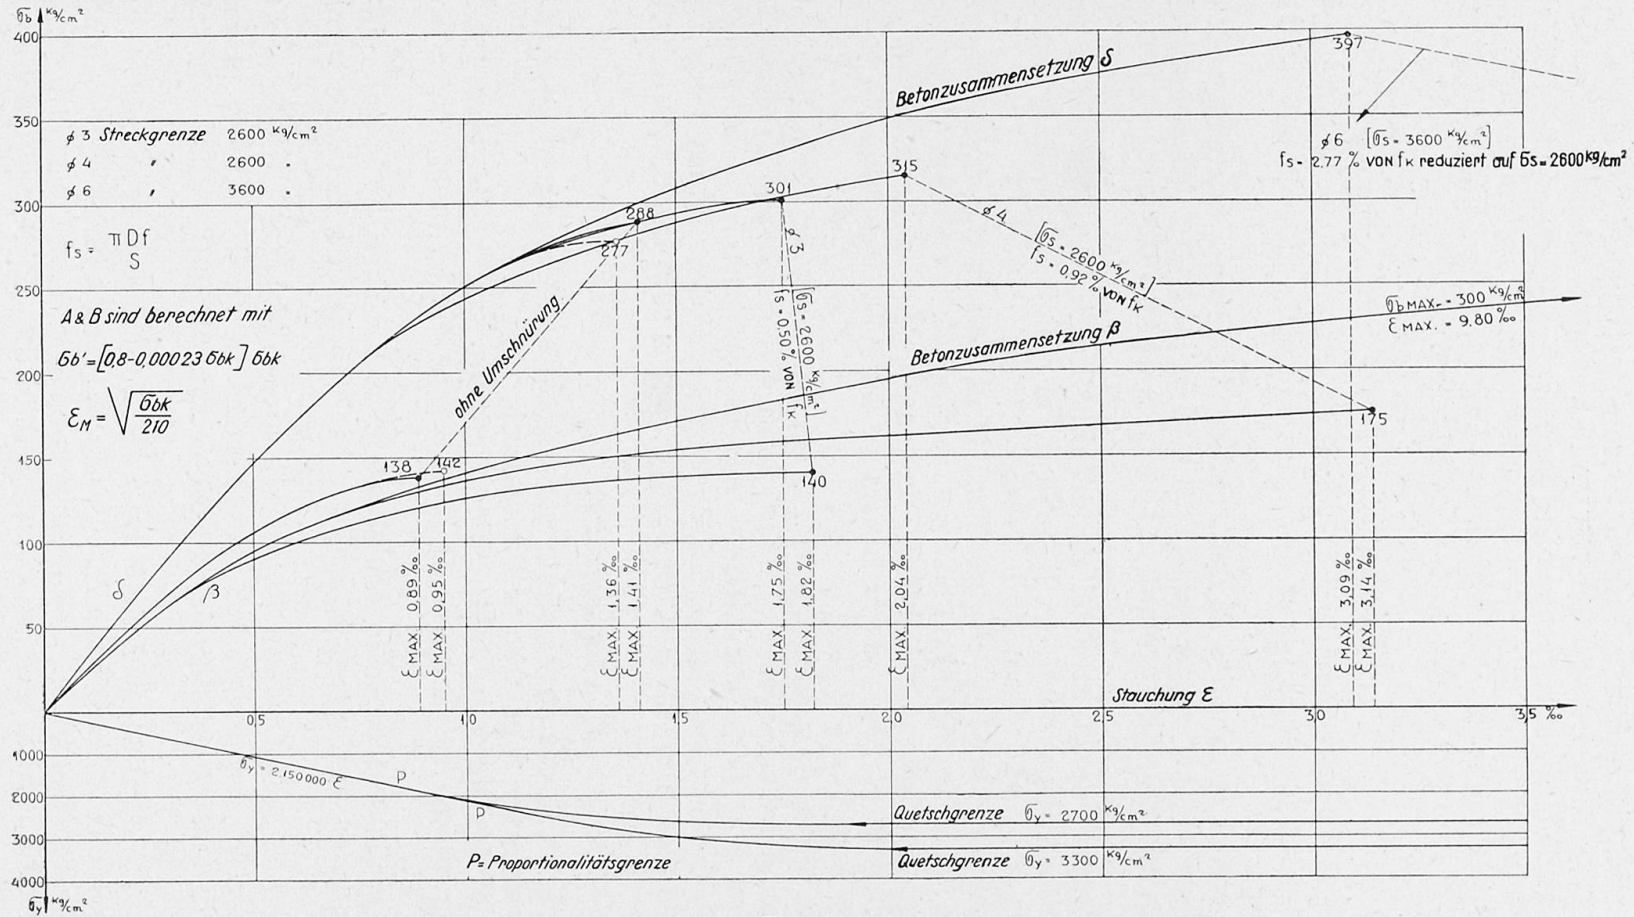 σb kg/cm²
400
350
300
250
200
150
100
50
φ 3 Streckgrenze 2600 kg/cm²
φ 4 " 2600 "
φ 6 " 3600 "
fs = πDf/S
A & B sind berechnet mit
σb' = [0,8-0,00023 σbk] σbk
εM = √σbk/210
Betonzusammensetzung δ
397
φ 6 [σs = 3600 kg/cm²]
fs = 2.77 % VON fK reduziert auf σs = 2600 kg/cm²
315
301
288
277
φ 4
[σs = 2600 kg/cm²]
fs = 0,92% VON fK
φ 3
[σs = 2600 kg/cm²]
fs = 0,50% VON fK
ohne Umschnürung
Betonzusammensetzung β
σb MAX. = 300 kg/cm²
ε MAX. = 9.80 ‰
175
138
142
140
δ
β
ε MAX. 0,89 ‰
ε MAX. 0,95 ‰
ε MAX. 1,36 ‰
ε MAX. 1,41 ‰
ε MAX. 1,75 ‰
ε MAX. 1,82 ‰
ε MAX. 2,04 ‰
ε MAX. 3,09 ‰
ε MAX. 3,14 ‰
Stauchung ε
0,5 1,0 1,5 2,0 2,5 3,0 3,5 ‰
1000
2000
3000
4000
σy = 2.150000 ε
P
P
Quetschgrenze σy = 2700 kg/cm²
Quetschgrenze σy = 3300 kg/cm²
P = Proportionalitätsgrenze
σy kg/cm²